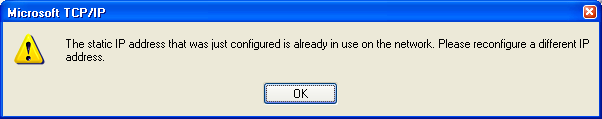 Microsoft TCP/IP
The static IP address that was just configured is already in use on the network. Please reconfigure a different IP
address.
OK